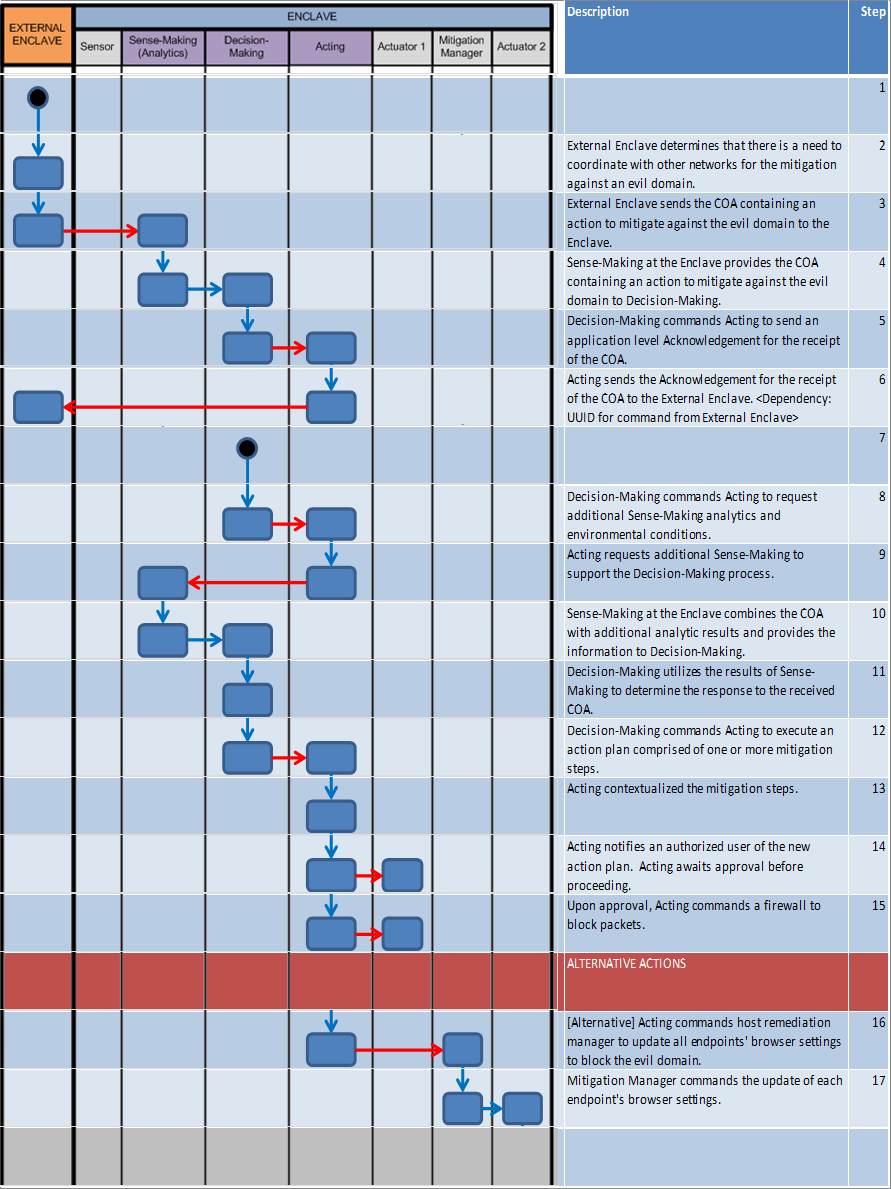 EXTERNAL
ENCLAVE
ENCLAVE
Sensor
Sense-Making
(Analytics)
Decision-
Making
Acting
Actuator 1
Mitigation
Manager
Actuator 2
Description
Step
1
External Enclave determines that there is a need to
coordinate with other networks for the mitigation
against an evil domain.
2
External Enclave sends the COA containing an
action to mitigate against the evil domain to the
Enclave.
3
Sense-Making at the Enclave provides the COA
containing an action to mitigate against the evil
domain to Decision-Making.
4
Decision-Making commands Acting to send an
application level Acknowledgement for the receipt
of the COA.
5
Acting sends the Acknowledgement for the receipt
of the COA to the External Enclave. <Dependency:
UUID for command from External Enclave>
6
7
Decision-Making commands Acting to request
additional Sense-Making analytics and
environmental conditions.
8
Acting requests additional Sense-Making to
support the Decision-Making process.
9
Sense-Making at the Enclave combines the COA
with additional analytic results and provides the
information to Decision-Making.
10
Decision-Making utilizes the results of Sense-
Making to determine the response to the received
COA.
11
Decision-Making commands Acting to execute an
action plan comprised of one or more mitigation
steps.
12
Acting contextualized the mitigation steps.
13
Acting notifies an authorized user of the new
action plan.  Acting awaits approval before
proceeding.
14
Upon approval, Acting commands a firewall to
block packets.
15
ALTERNATIVE ACTIONS
[Alternative] Acting commands host remediation
manager to update all endpoints' browser settings
to block the evil domain.
16
Mitigation Manager commands the update of each
endpoint's browser settings.
17